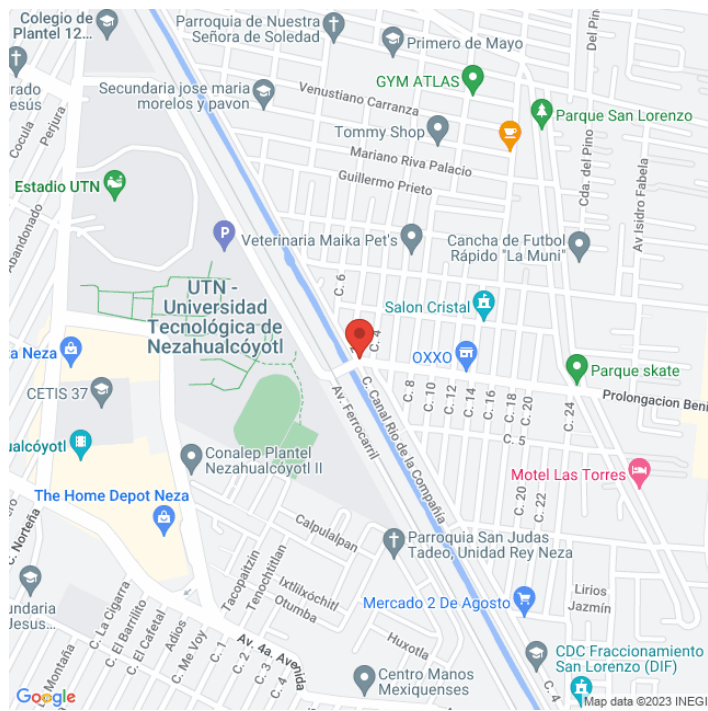 Colegio de
Plantel 12...
Parroquia de Nuestra
Señora de Soledad
Primero de Mayo
Del Pino
rado
esús
Secundaria jose maria
morelos y pavon
GYM ATLAS
Venustiano Carranza
Parque San Lorenzo
Cocula
Perjura
Tommy Shop
Mariano Riva Palacio
Guillermo Prieto
Cda. del Pino
Av Isidro Fabela
Estadio UTN
Abandonado
P
Veterinaria Maika Pet's
Cancha de Futbol
Rápido "La Muni"
C. 6
UTN -
Universidad
Tecnológica de
Nezahualcóyotl
Salon Cristal
C. 4
OXXO
a Neza
Parque skate
CETIS 37
Av. Ferrocarril
C. Canal Rio de la Compañía
C. 8
C. 10
C. 12
C. 14
C. 16
C. 18
C. 20
C. 24
Prolongacion Beni
C. 5
ualcóyotl
Conalep Plantel
Nezahualcóyotl II
Motel Las Torres
The Home Depot Neza
C. 20
C. 22
C. Norteña
Calpulalpan
Parroquia San Judas
Tadeo, Unidad Rey Neza
Tacopaitzin
Tenochtitlan
Ixtlilxóchitl
Otumba
Mercado 2 De Agosto
Lirios
Jazmín
undaria
Jesus...
C. La Cigarra
C. El Barrilito
C. El Cafetal
Adios
C. Me Voy
C. 1
C. 2
C. 3
C. 4
Av. 4a. Avenida
Huxotla
Montaña
Centro Manos
Mexiquenses
CDC Fraccionamiento
San Lorenzo (DIF)
C. 4
Google
Map data ©2023 INEGI